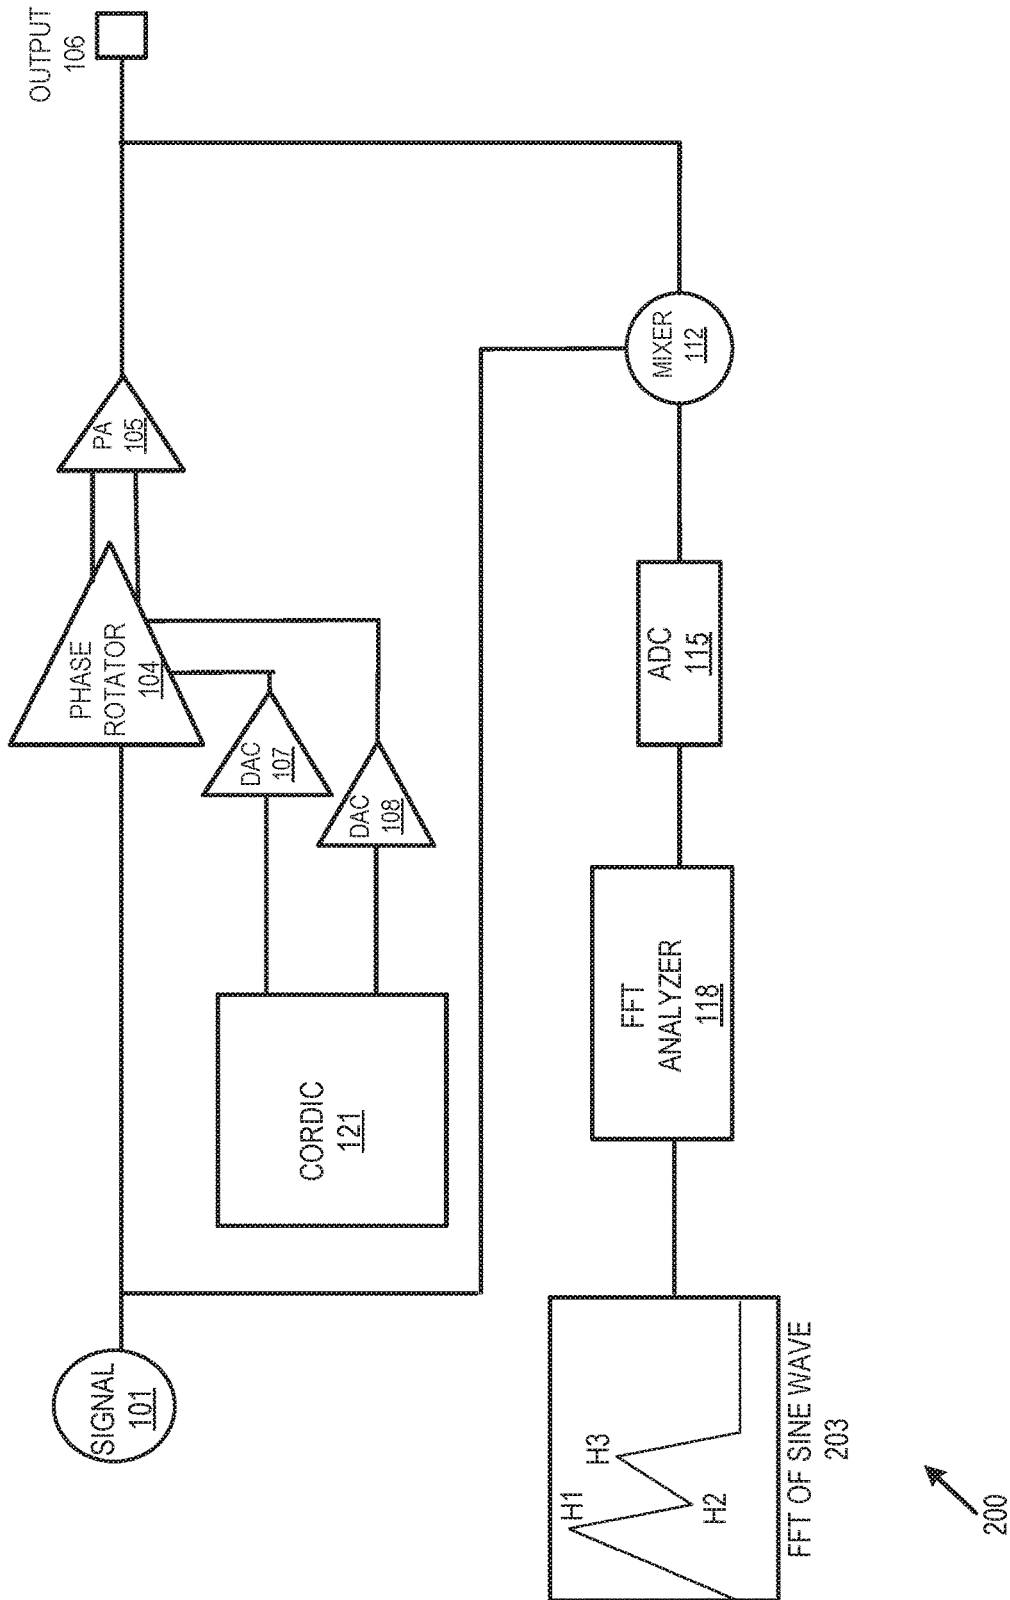 SIGNAL
101
PHASE
ROTATOR
104
PA
105
OUTPUT
106
DAC
107
DAC
108
CORDIC
121
MIXER
112
ADC
115
FFT
ANALYZER
118
H1
H2
H3
FFT OF SINE WAVE
203
200